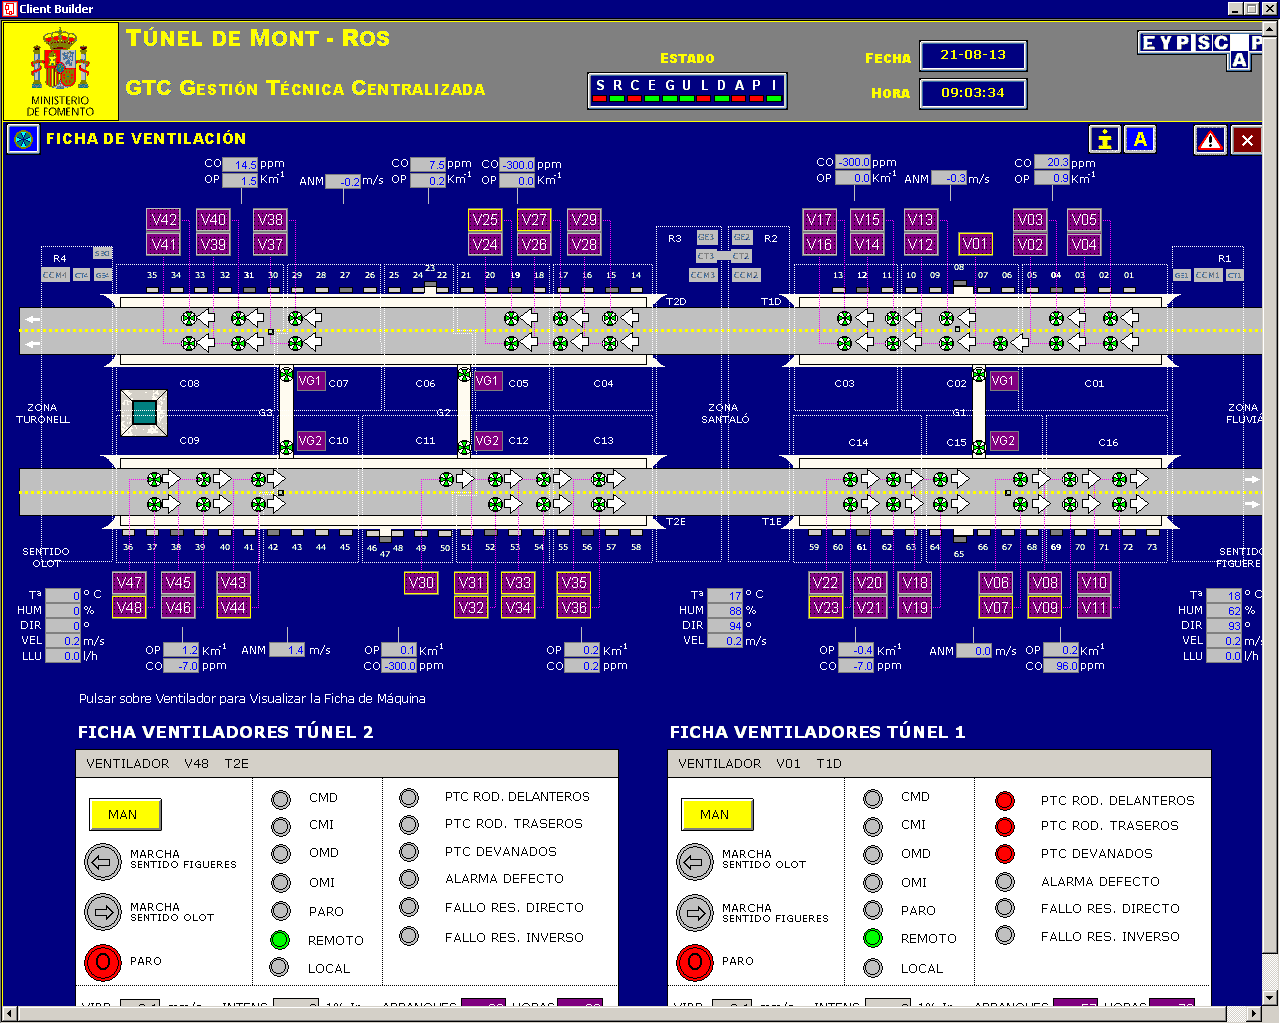 Client Builder
TÚNEL DE MONT - ROS
GTC GESTIÓN TÉCNICA CENTRALIZADA
MINISTERIO
DE FOMENTO
ESTADO
S R C E G U L D A P I
FECHA 21-08-13
HORA 09:03:34
EYPSCOP
A
FICHA DE VENTILACIÓN
i A
CO 14.5 ppm
OP 1.5 Km-1
ANM -0.2 m/s
CO 7.5 ppm
OP 0.2 Km-1
CO -300.0 ppm
OP 0.0 Km-1
CO -300.0 ppm
OP 0.0 Km-1
ANM -0.3 m/s
CO 20.3 ppm
OP 0.9 Km-1
V42 V40 V38 V25 V27 V29 V17 V15 V13 V03 V05
V41 V39 V37 V24 V26 V28 V16 V14 V12 V01 V02 V04
R4 R3 GE3 GE2 R2 R1
CT3 CT2
CCM4 CT4 CCM3 CCM2 GE1 CCM1 CT1
35 34 33 32 31 30 29 28 27 26 25 24 23 22 21 20 19 18 17 16 15 14 13 12 11 10 09 08 07 06 05 04 03 02 01
T2D T1D
C08 VG1 C07 C06 VG1 C05 C04 C03 C02 VG1 C01
ZONA
TURONELL
G3 G2
ZONA
SANTALÓ
G1
ZONA
FLUVIÀ
C09 VG2 C10 C11 VG2 C12 C13 C14 C15 VG2 C16
T2E T1E
36 37 38 39 40 41 42 43 44 45 46 47 48 49 50 51 52 53 54 55 56 57 58 59 60 61 62 63 64 65 66 67 68 69 70 71 72 73
SENTIDO
OLOT
SENTIDO
FIGUERES
V47 V45 V43 V30 V31 V33 V35 V22 V20 V18 V06 V08 V10
V48 V46 V44 V32 V34 V36 V23 V21 V19 V07 V09 V11
Tª 0 º C
HUM 0 %
DIR 0 º
VEL 0.2 m/s
LLU 0.0 l/h
OP 1.2 Km-1
CO -7.0 ppm
ANM 1.4 m/s
OP 0.1 Km-1
CO -300.0 ppm
OP 0.2 Km-1
CO 0.2 ppm
Tª 17 º C
HUM 88 %
DIR 94 º
VEL 0.2 m/s
OP -0.4 Km-1
CO -7.0 ppm
ANM 0.0 m/s
OP 0.2 Km-1
CO 96.0 ppm
Tª 18 º C
HUM 62 %
DIR 93 º
VEL 0.2 m/s
LLU 0.0 l/h
Pulsar sobre Ventilador para Visualizar la Ficha de Máquina
FICHA VENTILADORES TÚNEL 2
VENTILADOR V48 T2E
MAN
MARCHA
SENTIDO FIGUERES
MARCHA
SENTIDO OLOT
O PARO
CMD
CMI
OMD
OMI
PARO
REMOTO
LOCAL
PTC ROD. DELANTEROS
PTC ROD. TRASEROS
PTC DEVANADOS
ALARMA DEFECTO
FALLO RES. DIRECTO
FALLO RES. INVERSO
FICHA VENTILADORES TÚNEL 1
VENTILADOR V01 T1D
MAN
MARCHA
SENTIDO OLOT
MARCHA
SENTIDO FIGUERES
O PARO
CMD
CMI
OMD
OMI
PARO
REMOTO
LOCAL
PTC ROD. DELANTEROS
PTC ROD. TRASEROS
PTC DEVANADOS
ALARMA DEFECTO
FALLO RES. DIRECTO
FALLO RES. INVERSO